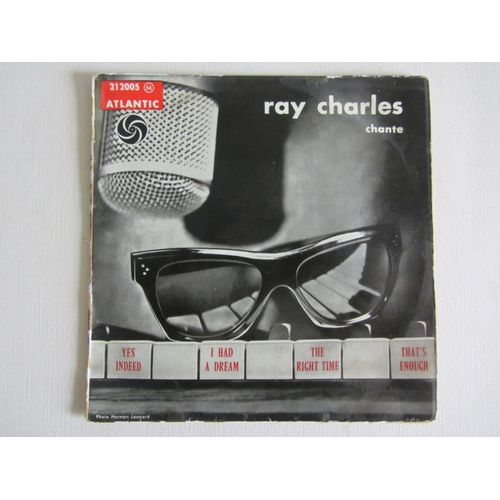 212005 M
ATLANTIC
ray charles
chante
YES
INDEED
I HAD
A DREAM
THE
RIGHT TIME
THAT'S
ENOUGH
Photo Herman Leonard